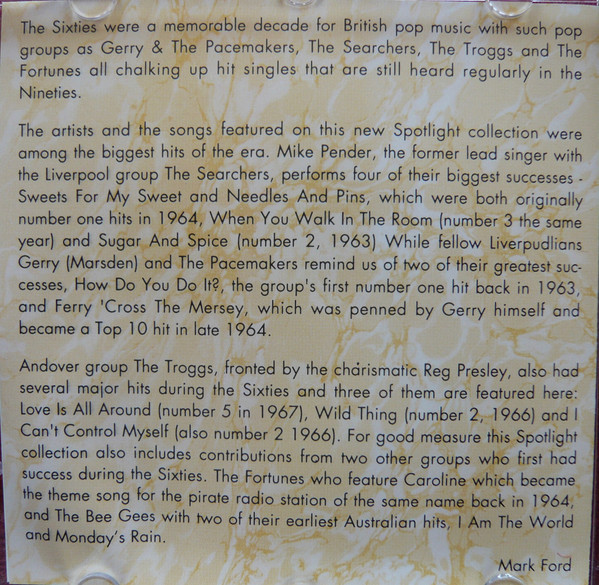 The Sixties were a memorable decade for British pop music with such pop
groups as Gerry & The Pacemakers, The Searchers, The Troggs and The
Fortunes all chalking up hit singles that are still heard regularly in the
Nineties.
The artists and the songs featured on this new Spotlight collection were
among the biggest hits of the era. Mike Pender, the former lead singer with
the Liverpool group The Searchers, performs four of their biggest successes -
Sweets For My Sweet and Needles And Pins, which were both originally
number one hits in 1964, When You Walk In The Room (number 3 the same
year) and Sugar And Spice (number 2, 1963) While fellow Liverpudlians
Gerry (Marsden) and The Pacemakers remind us of two of their greatest suc-
cesses, How Do You Do It?, the group's first number one hit back in 1963,
and Ferry 'Cross The Mersey, which was penned by Gerry himself and
became a Top 10 hit in late 1964.
Andover group The Troggs, fronted by the charismatic Reg Presley, also had
several major hits during the Sixties and three of them are featured here:
Love Is All Around (number 5 in 1967), Wild Thing (number 2, 1966) and I
Can't Control Myself (also number 2 1966). For good measure this Spotlight
collection also includes contributions from two other groups who first had
success during the Sixties. The Fortunes who feature Caroline which became
the theme song for the pirate radio station of the same name back in 1964,
and The Bee Gees with two of their earliest Australian hits, I Am The World
and Monday's Rain.
Mark Ford